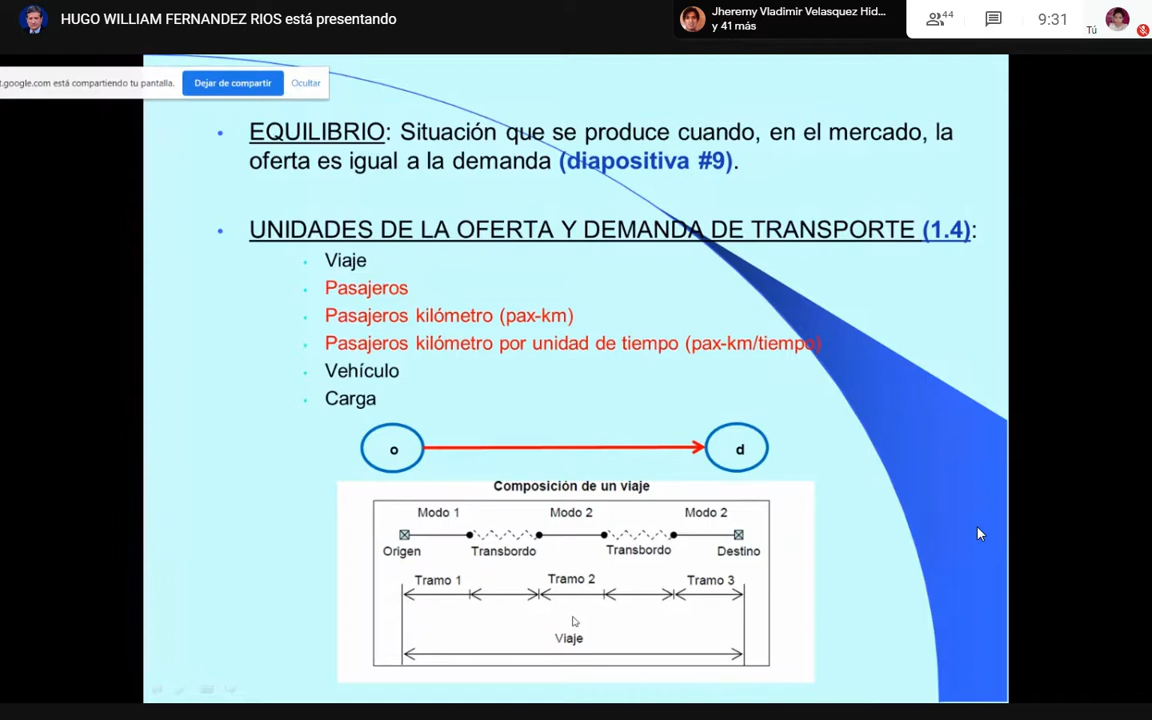 HUGO WILLIAM FERNANDEZ RIOS está presentando
Jheremy Vladimir Velasquez Hid...
y 41 más
44
9:31
Tú
t.google.com está compartiendo tu pantalla.
Dejar de compartir
Ocultar
• EQUILIBRIO: Situación que se produce cuando, en el mercado, la
oferta es igual a la demanda (diapositiva #9).
• UNIDADES DE LA OFERTA Y DEMANDA DE TRANSPORTE (1.4):
• Viaje
• Pasajeros
• Pasajeros kilómetro (pax-km)
• Pasajeros kilómetro por unidad de tiempo (pax-km/tiempo)
• Vehículo
• Carga
o d
Composición de un viaje
Modo 1 Modo 2 Modo 2
Origen Transbordo Transbordo Destino
Tramo 1 Tramo 2 Tramo 3
Viaje